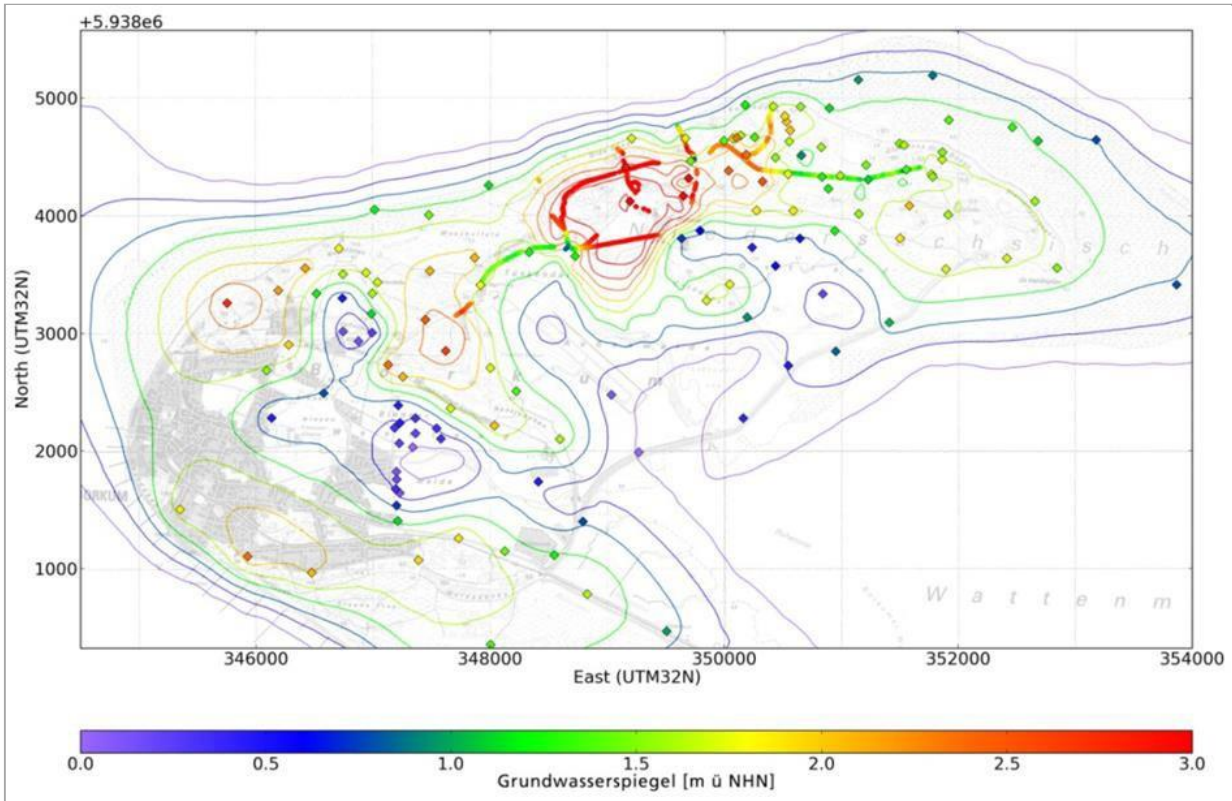 +5.938e6
5000
4000
3000
2000
1000
North (UTM32N)
N i e d e r s ä c h s i s c h
B o r k u m
W a t t e n m
346000
348000
350000
352000
354000
East (UTM32N)
0.0
0.5
1.0
1.5
2.0
2.5
3.0
Grundwasserspiegel [m ü NHN]